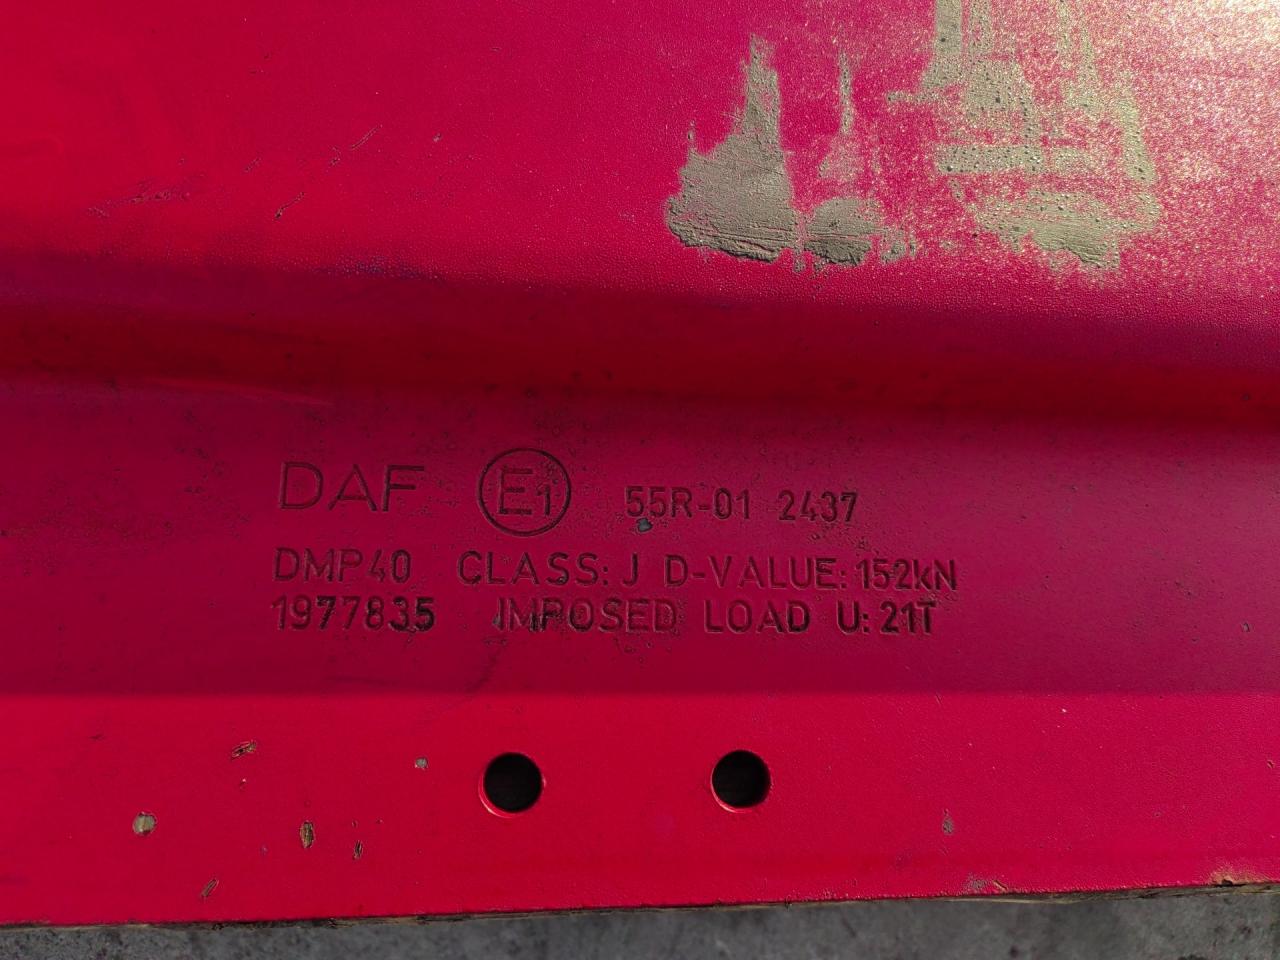 DAF E1 55R-01 2437
DMP40 CLASS: J D-VALUE: 152kN
1977835 IMPOSED LOAD U: 21T